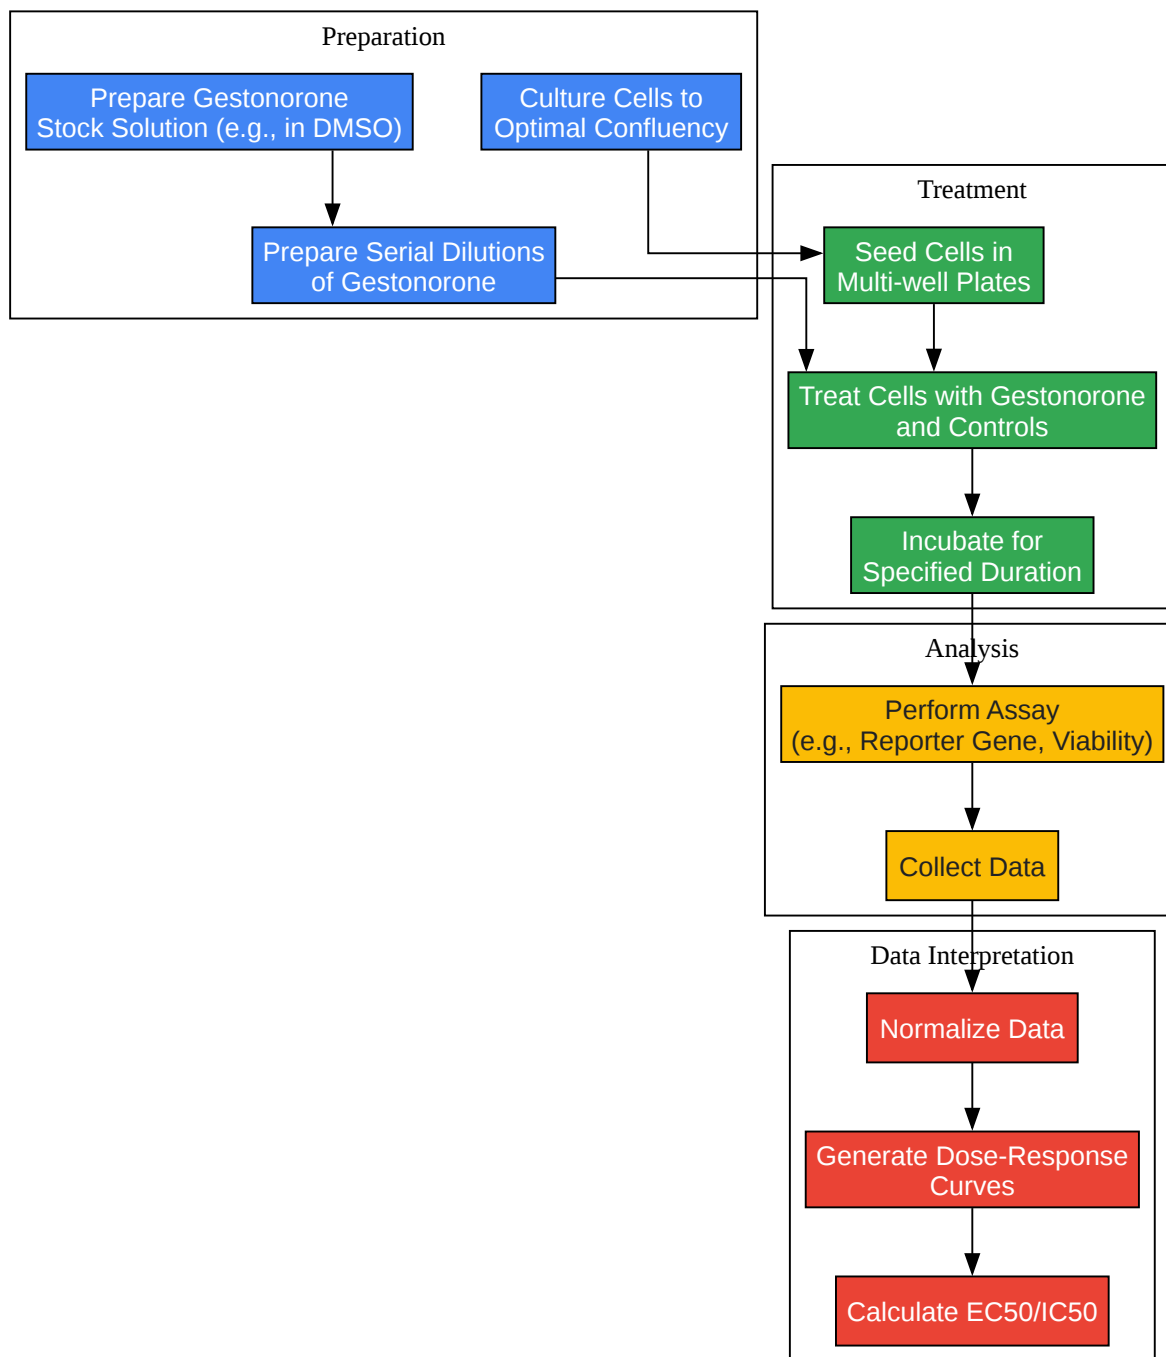 Preparation
Prepare Gestonorone
Stock Solution (e.g., in DMSO)
Culture Cells to
Optimal Confluency
Prepare Serial Dilutions
of Gestonorone
Treatment
Seed Cells in
Multi-well Plates
Treat Cells with Gestonorone
and Controls
Incubate for
Specified Duration
Analysis
Perform Assay
(e.g., Reporter Gene, Viability)
Collect Data
Data Interpretation
Normalize Data
Generate Dose-Response
Curves
Calculate EC50/IC50